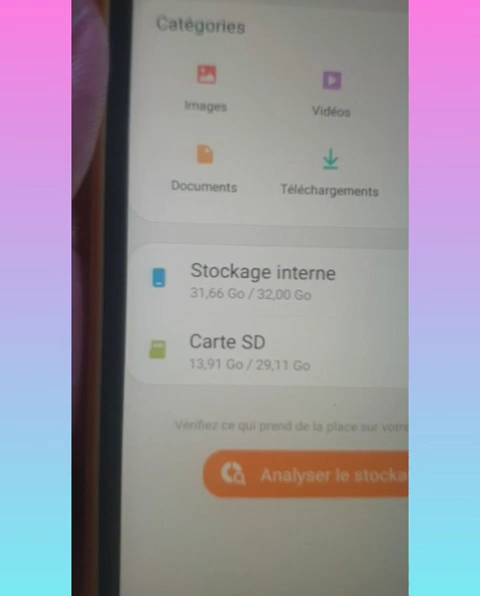 Catégories
Images
Vidéos
Documents
Téléchargements
Stockage interne
31,66 Go / 32,00 Go
Carte SD
13,91 Go / 29,11 Go
Vérifiez ce qui prend de la place sur votre
Analyser le stocka